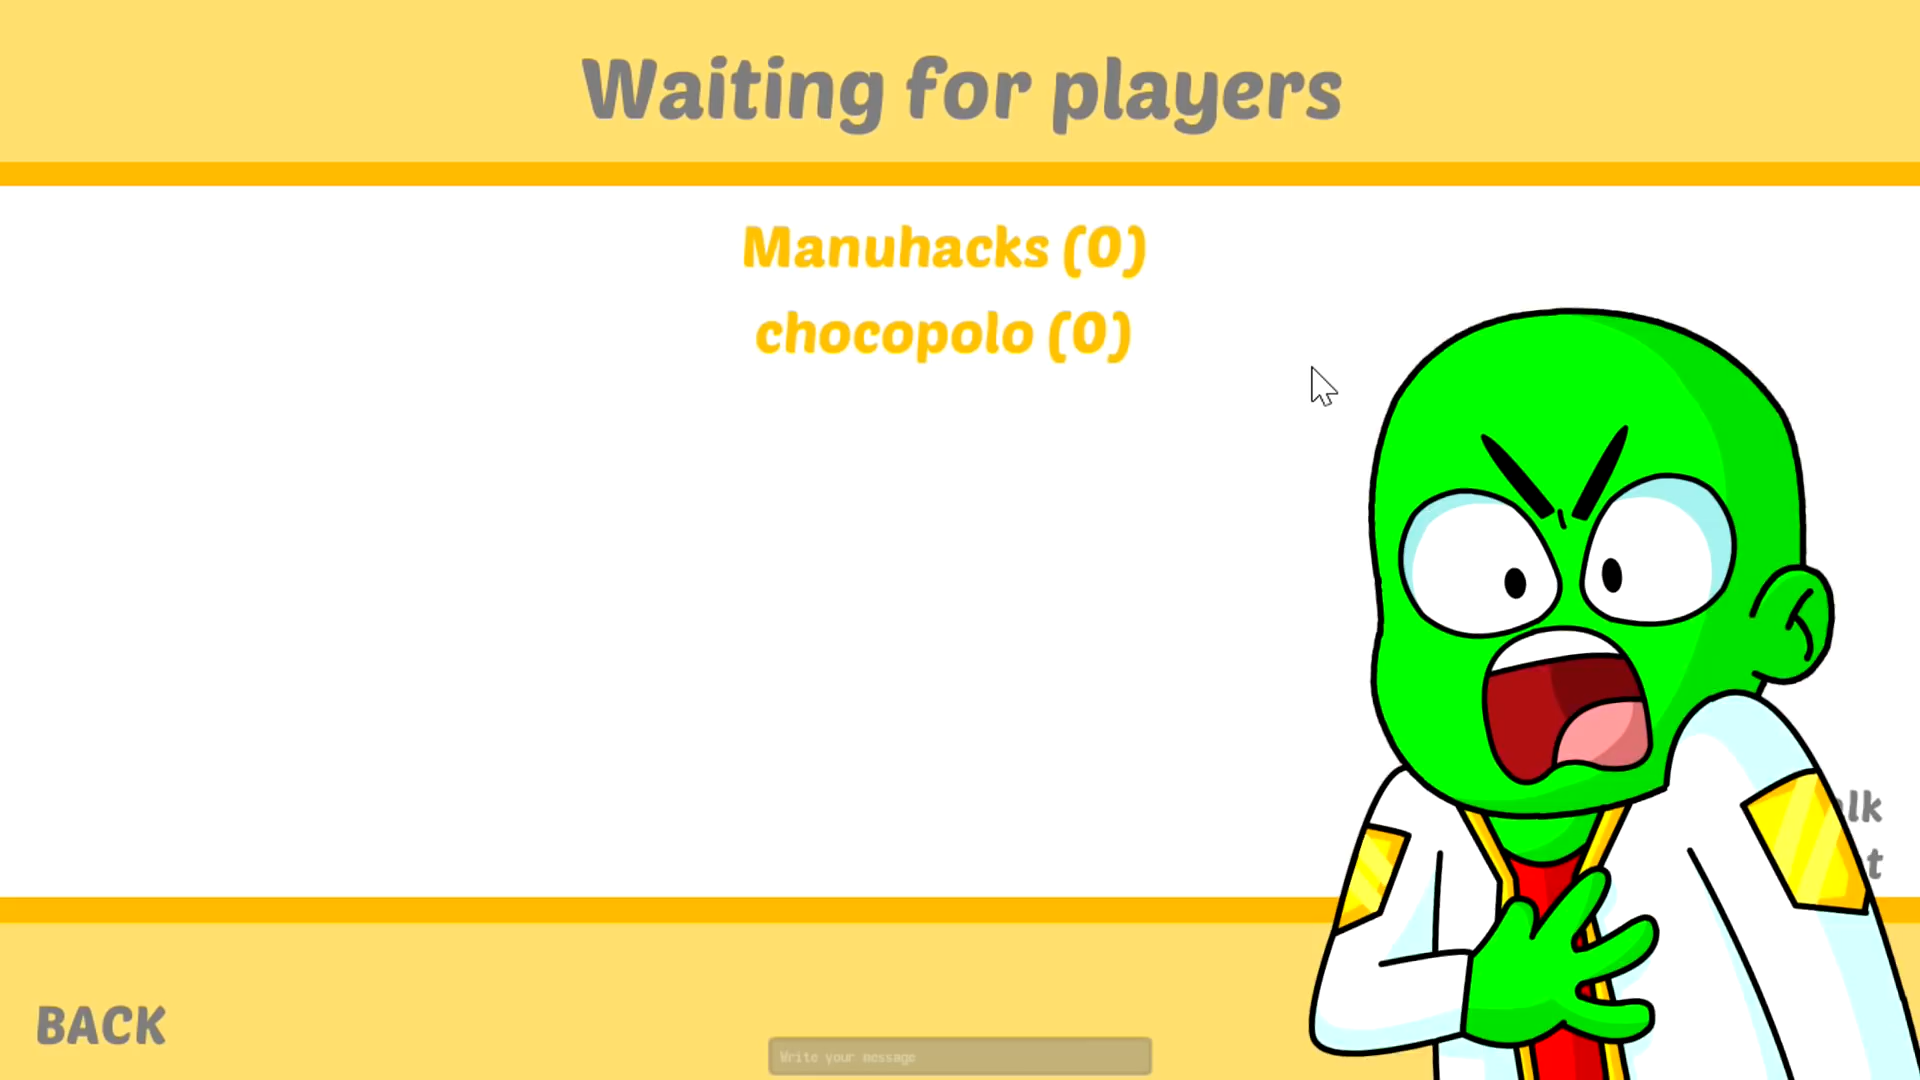 Waiting for players
Manuhacks (0)
chocopolo (0)
BACK
Write your message